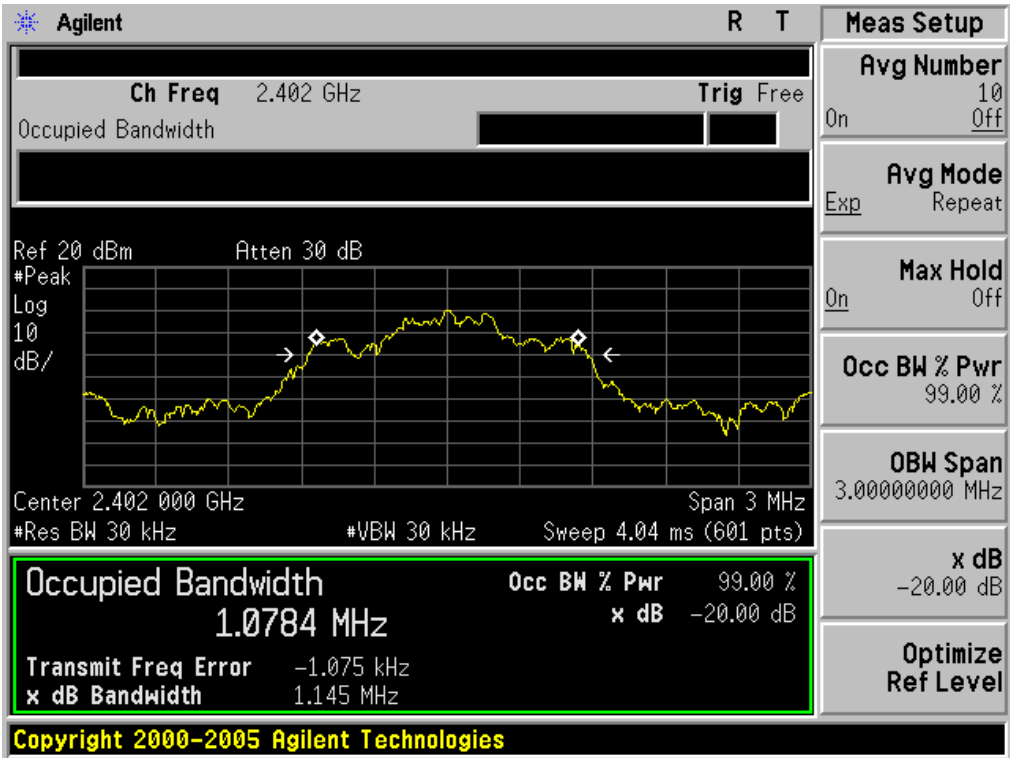 Agilent R T
Ch Freq 2.402 GHz Trig Free
Occupied Bandwidth
Ref 20 dBm Atten 30 dB
#Peak
Log
10
dB/
Center 2.402 000 GHz Span 3 MHz
#Res BW 30 kHz #VBW 30 kHz Sweep 4.04 ms (601 pts)
Occupied Bandwidth Occ BW % Pwr 99.00 %
1.0784 MHz x dB -20.00 dB
Transmit Freq Error -1.075 kHz
x dB Bandwidth 1.145 MHz
Copyright 2000-2005 Agilent Technologies
Meas Setup
Avg Number
10
On Off
Avg Mode
Exp Repeat
Max Hold
On Off
Occ BW % Pwr
99.00 %
OBW Span
3.00000000 MHz
x dB
-20.00 dB
Optimize
Ref Level